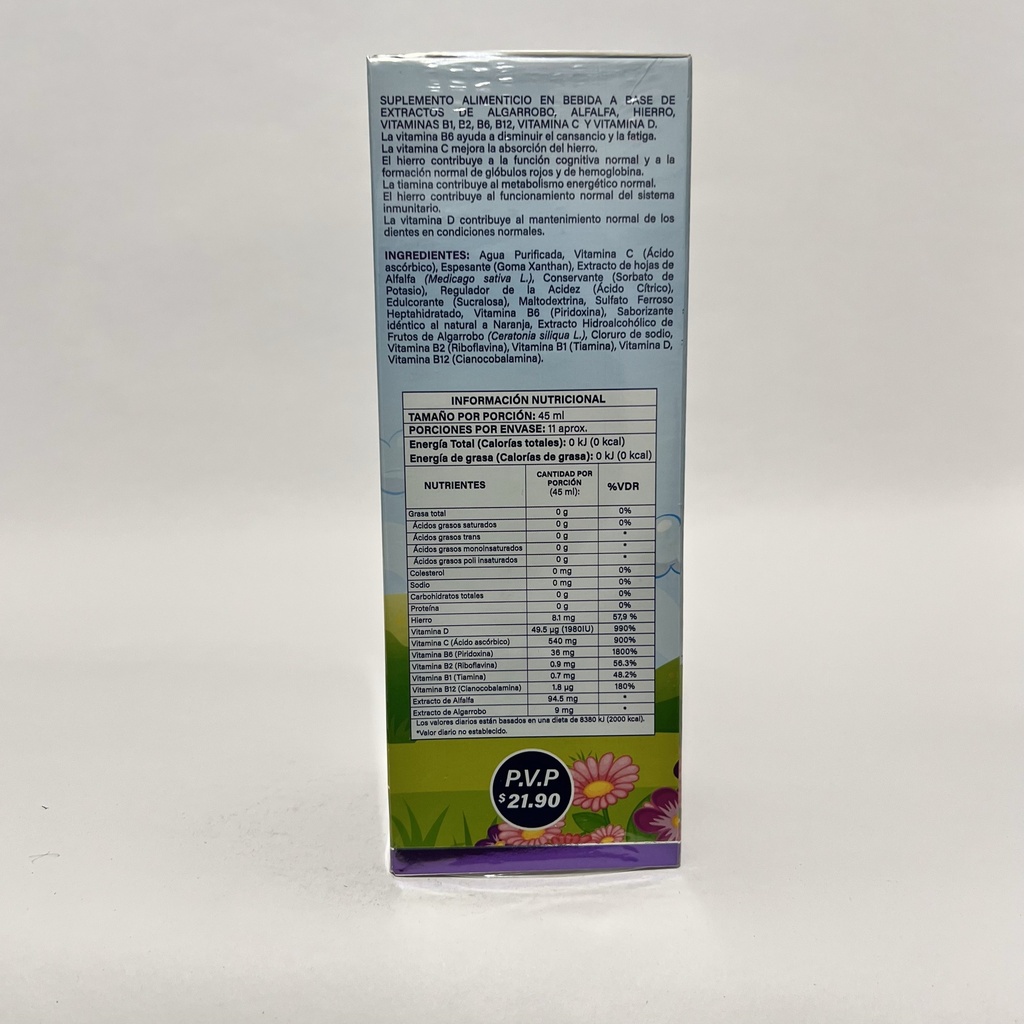 SUPLEMENTO ALIMENTICIO EN BEBIDA A BASE DE
EXTRACTOS DE ALGARROBO, ALFALFA, HIERRO,
VITAMINAS B1, B2, B6, B12, VITAMINA C Y VITAMINA D.
La vitamina B6 ayuda a disminuir el cansancio y la fatiga.
La vitamina C mejora la absorción del hierro.
El hierro contribuye a la función cognitiva normal y a la
formación normal de glóbulos rojos y de hemoglobina.
La tiamina contribuye al metabolismo energético normal.
El hierro contribuye al funcionamiento normal del sistema
inmunitario.
La vitamina D contribuye al mantenimiento normal de los
dientes en condiciones normales.
INGREDIENTES: Agua Purificada, Vitamina C (Ácido
ascórbico), Espesante (Goma Xanthan), Extracto de hojas de
Alfalfa (Medicago sativa L.), Conservante (Sorbato de
Potasio), Regulador de la Acidez (Ácido Cítrico),
Edulcorante (Sucralosa), Maltodextrina, Sulfato Ferroso
Heptahidratado, Vitamina B6 (Piridoxina), Saborizante
idéntico al natural a Naranja, Extracto Hidroalcohólico de
Frutos de Algarrobo (Ceratonia siliqua L.), Cloruro de sodio,
Vitamina B2 (Riboflavina), Vitamina B1 (Tiamina), Vitamina D,
Vitamina B12 (Cianocobalamina).
INFORMACIÓN NUTRICIONAL
TAMAÑO POR PORCIÓN: 45 ml
PORCIONES POR ENVASE: 11 aprox.
Energía Total (Calorías totales): 0 kJ (0 kcal)
Energía de grasa (Calorías de grasa): 0 kJ (0 kcal)
NUTRIENTES CANTIDAD POR PORCIÓN (45 ml): %VDR
Grasa total 0 g 0%
Ácidos grasos saturados 0 g 0%
Ácidos grasos trans 0 g *
Ácidos grasos monoinsaturados 0 g *
Ácidos grasos poli insaturados 0 g *
Colesterol 0 mg 0%
Sodio 0 mg 0%
Carbohidratos totales 0 g 0%
Proteína 0 g 0%
Hierro 8.1 mg 57,9 %
Vitamina D 49.5 µg (1980IU) 990%
Vitamina C (Ácido ascórbico) 540 mg 900%
Vitamina B6 (Piridoxina) 36 mg 1800%
Vitamina B2 (Riboflavina) 0.9 mg 56.3%
Vitamina B1 (Tiamina) 0.7 mg 48.2%
Vitamina B12 (Cianocobalamina) 1.8 µg 180%
Extracto de Alfalfa 94.5 mg *
Extracto de Algarrobo 9 mg *
Los valores diarios están basados en una dieta de 8380 kJ (2000 kcal).
*Valor diario no establecido.
P.V.P
$21.90